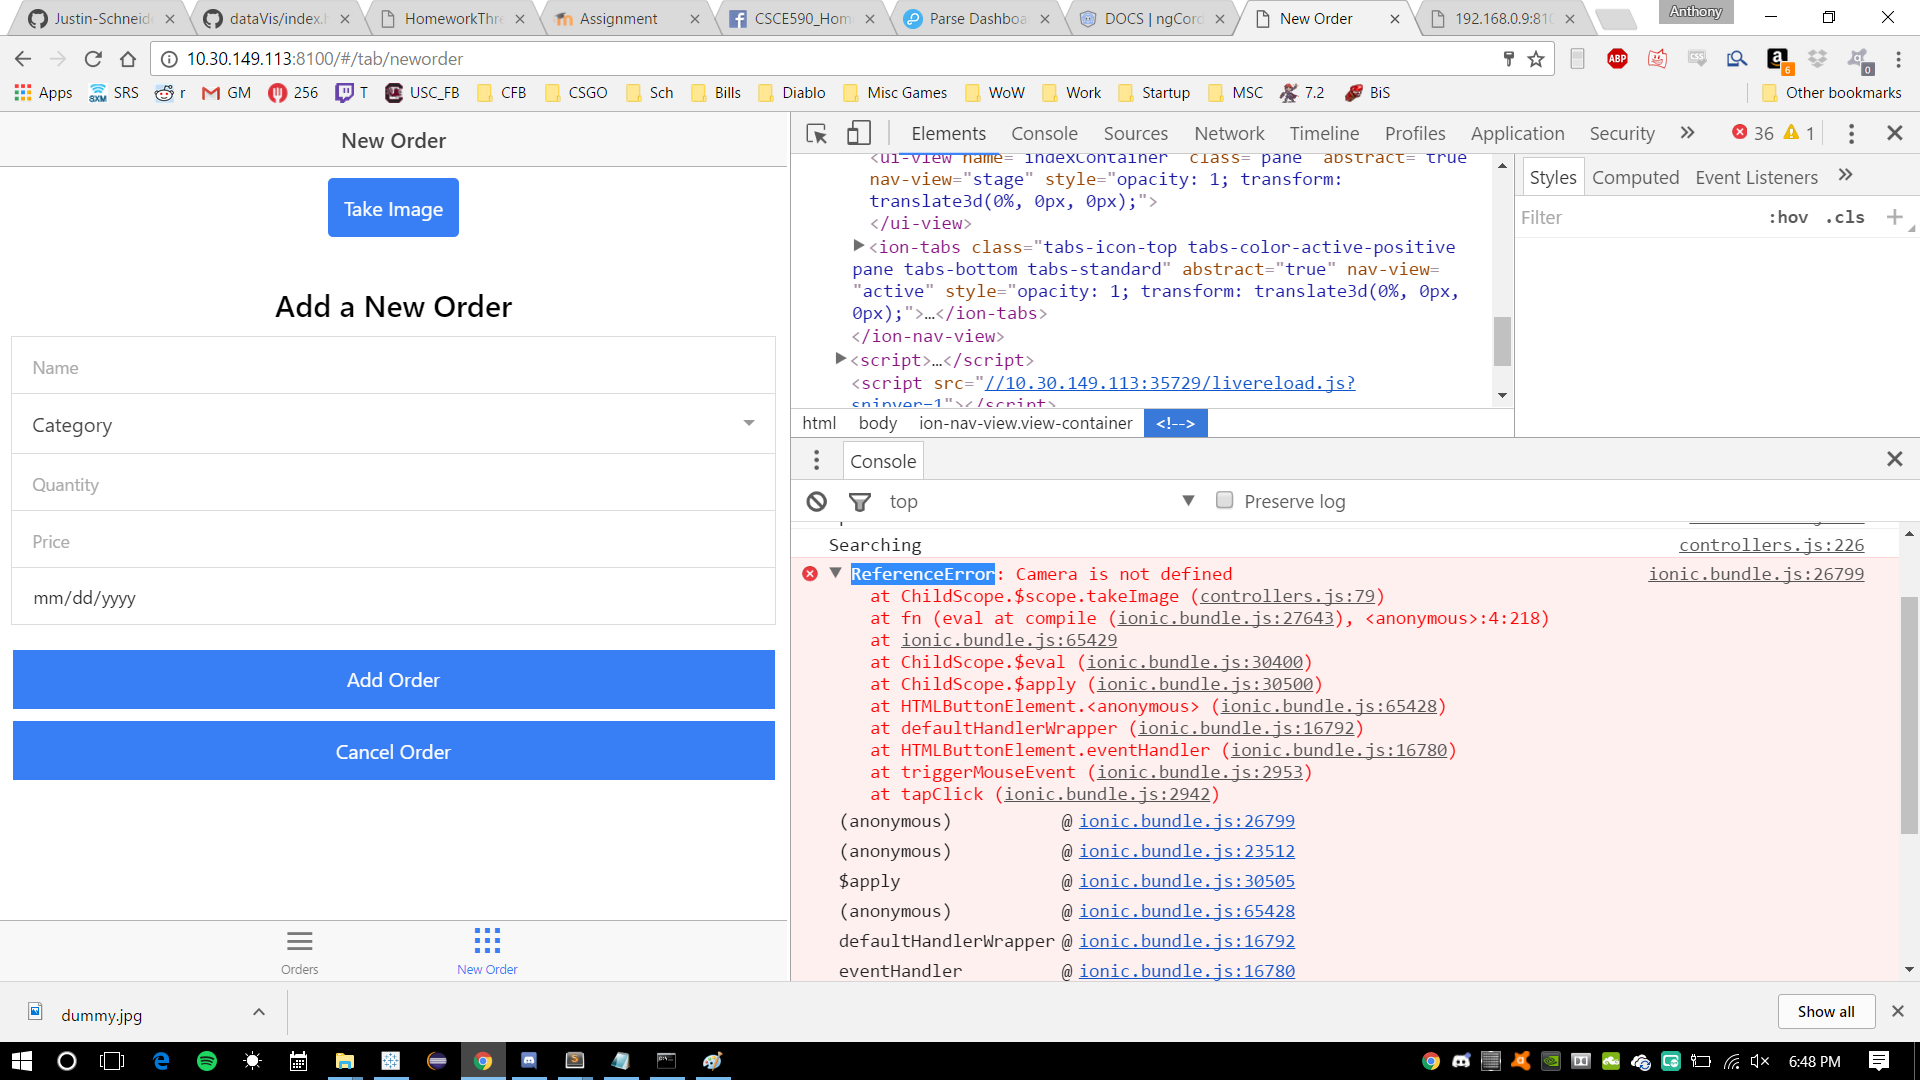 Justin-Schneide
dataVis/index.h
HomeworkThre
Assignment
CSCE590_Hom
Parse Dashboa
DOCS | ngCord
New Order
192.168.0.9:810
Anthony
10.30.149.113:8100/#/tab/neworder
ABP
6
0
Apps
SRS
r
GM
256
T
USC_FB
CFB
CSGO
Sch
Bills
Diablo
Misc Games
WoW
Work
Startup
MSC
7.2
BiS
Other bookmarks
New Order
Take Image
Add a New Order
Name
Category
Quantity
Price
mm/dd/yyyy
Add Order
Cancel Order
Orders
New Order
Elements Console Sources Network Timeline Profiles Application Security » 36 1
<ui-view name="indexContainer" class="pane" abstract="true"
nav-view="stage" style="opacity: 1; transform:
translate3d(0%, 0px, 0px);">
</ui-view>
<ion-tabs class="tabs-icon-top tabs-color-active-positive
pane tabs-bottom tabs-standard" abstract="true" nav-view=
"active" style="opacity: 1; transform: translate3d(0%, 0px,
0px);">…</ion-tabs>
</ion-nav-view>
<script>…</script>
<script src="//10.30.149.113:35729/livereload.js?
snipver=1"></script>
html body ion-nav-view.view-container <!-->
Styles Computed Event Listeners »
Filter :hov .cls +
Console
top Preserve log
Searching controllers.js:226
ReferenceError: Camera is not defined ionic.bundle.js:26799
at ChildScope.$scope.takeImage (controllers.js:79)
at fn (eval at compile (ionic.bundle.js:27643), <anonymous>:4:218)
at ionic.bundle.js:65429
at ChildScope.$eval (ionic.bundle.js:30400)
at ChildScope.$apply (ionic.bundle.js:30500)
at HTMLButtonElement.<anonymous> (ionic.bundle.js:65428)
at defaultHandlerWrapper (ionic.bundle.js:16792)
at HTMLButtonElement.eventHandler (ionic.bundle.js:16780)
at triggerMouseEvent (ionic.bundle.js:2953)
at tapClick (ionic.bundle.js:2942)
(anonymous) @ ionic.bundle.js:26799
(anonymous) @ ionic.bundle.js:23512
$apply @ ionic.bundle.js:30505
(anonymous) @ ionic.bundle.js:65428
defaultHandlerWrapper @ ionic.bundle.js:16792
eventHandler @ ionic.bundle.js:16780
dummy.jpg
Show all
6:48 PM